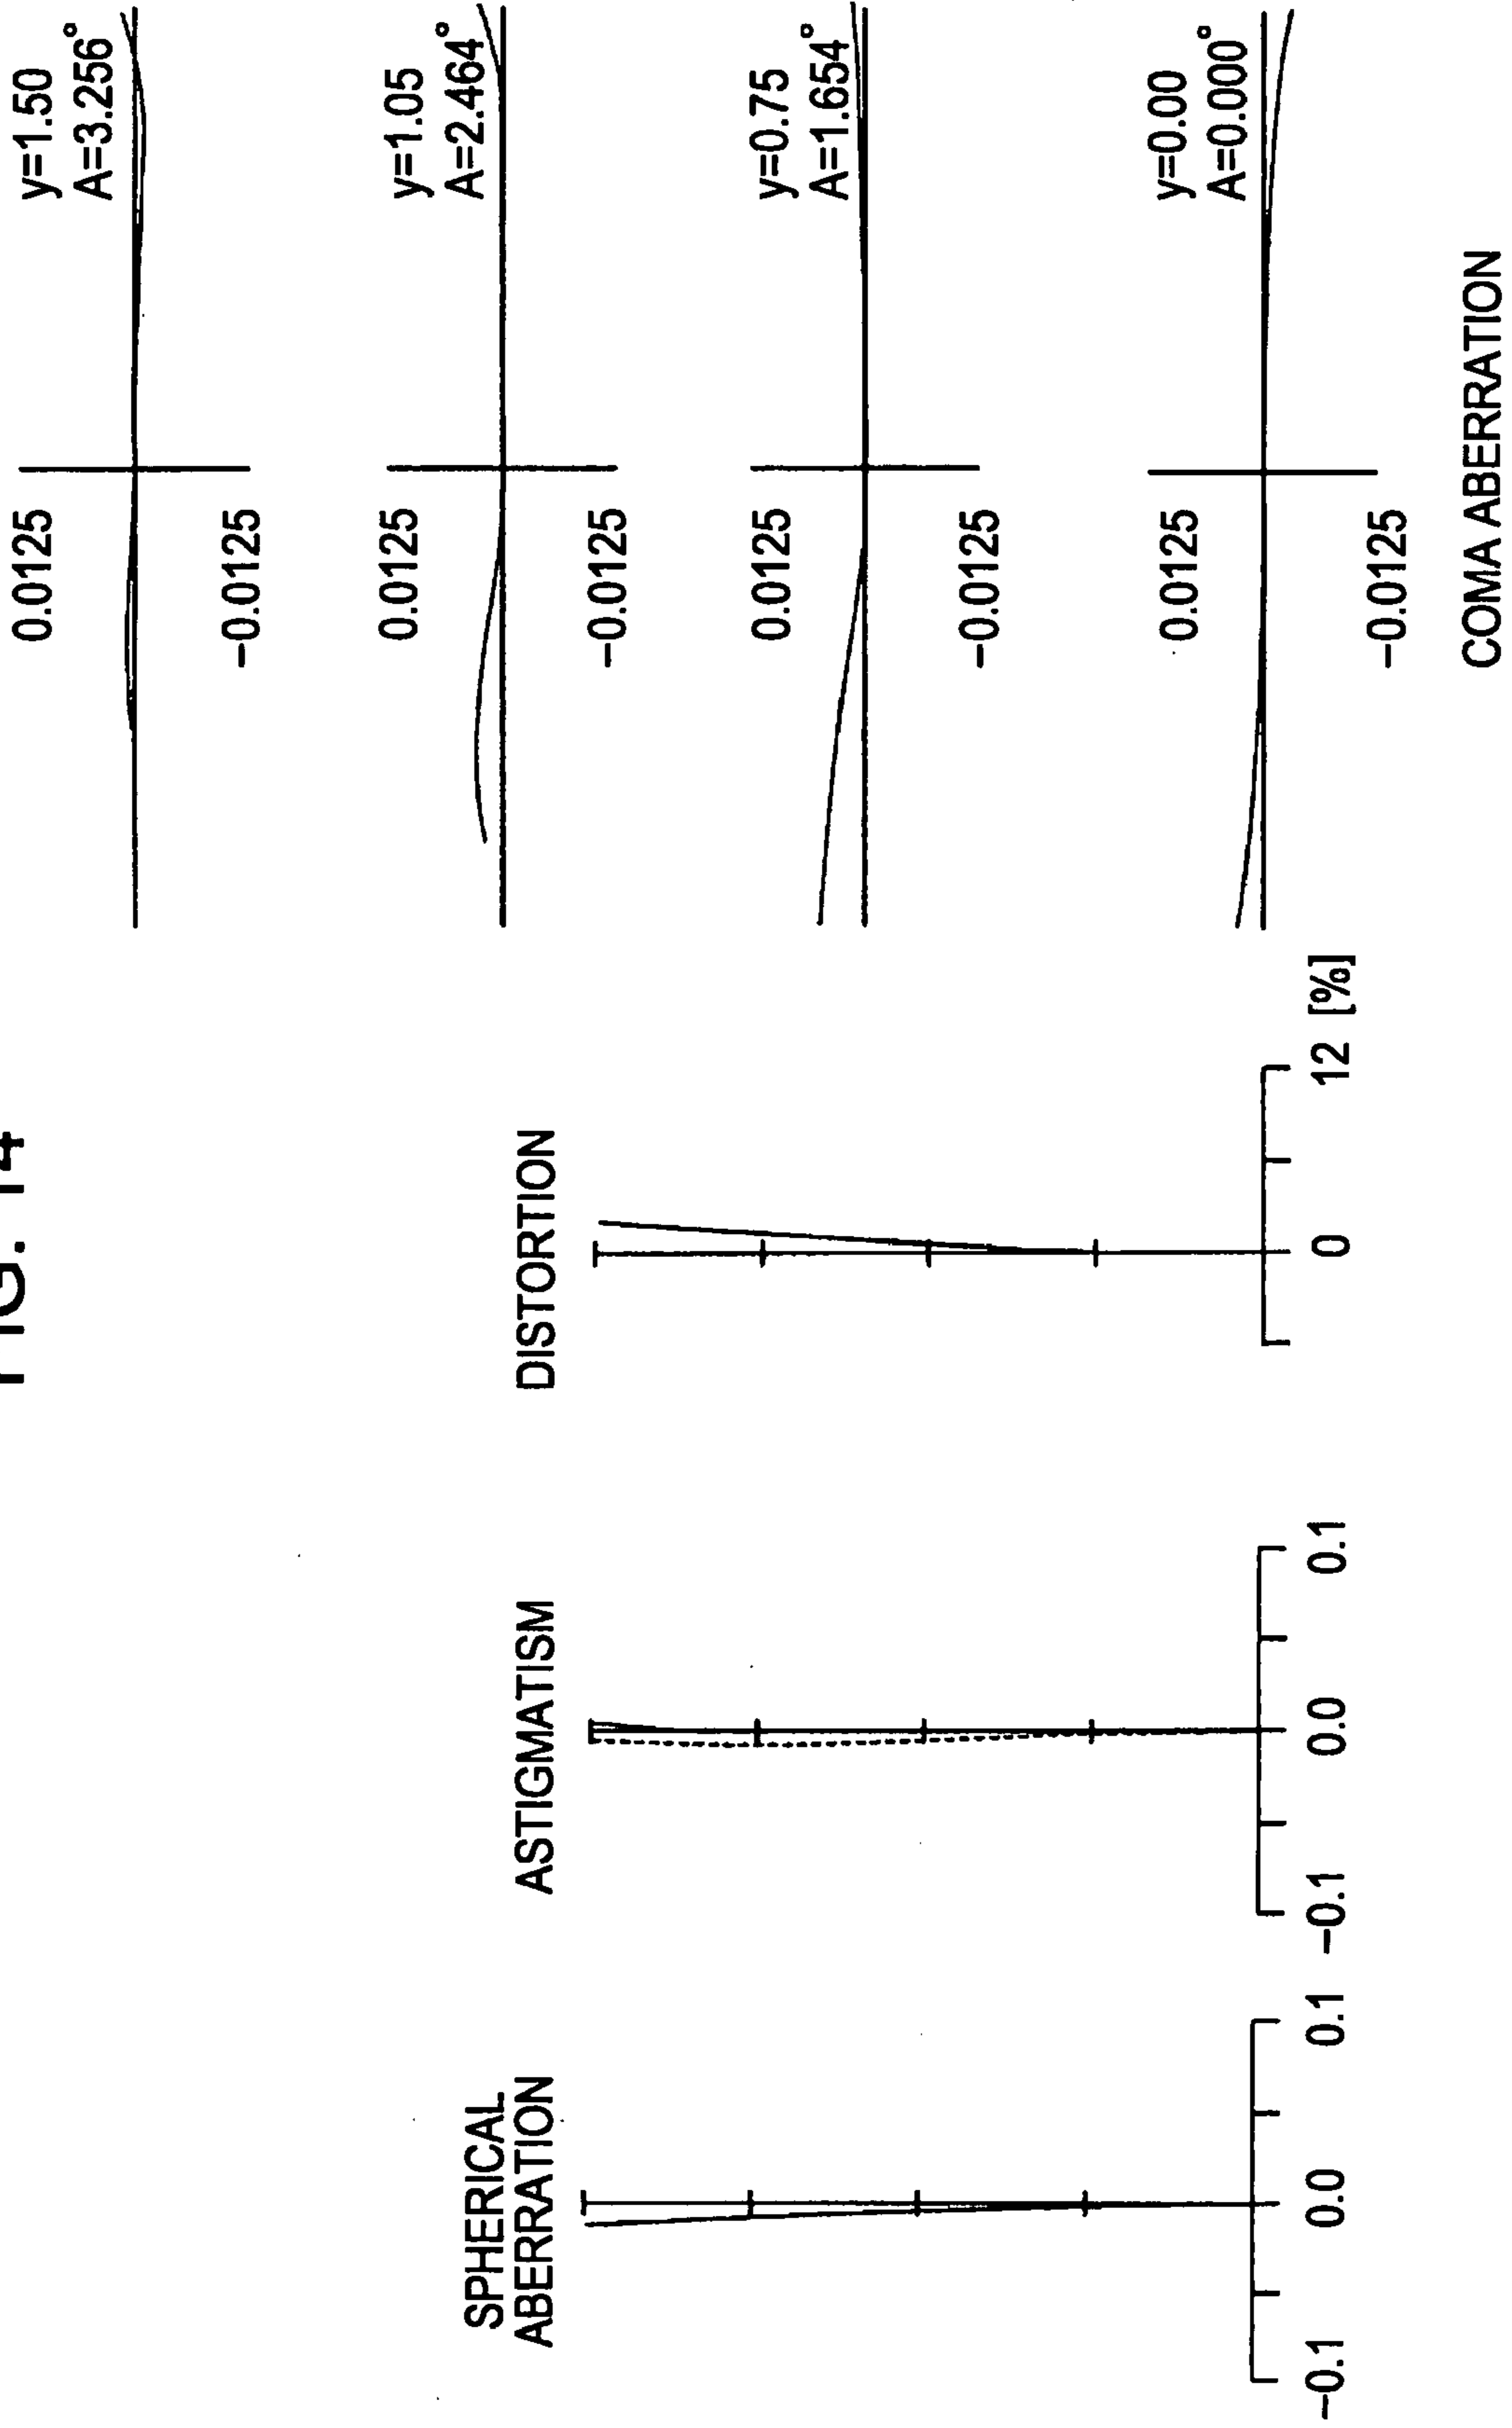 FIG. 14
SPHERICAL
ABERRATION
-0.1
0.0
0.1
ASTIGMATISM
-0.1
0.0
0.1
DISTORTION
0
12 [%]
0.0125
-0.0125
y=1.50
A=3.256°
0.0125
-0.0125
y=1.05
A=2.464°
0.0125
-0.0125
y=0.75
A=1.654°
0.0125
-0.0125
y=0.00
A=0.000°
COMA ABERRATION